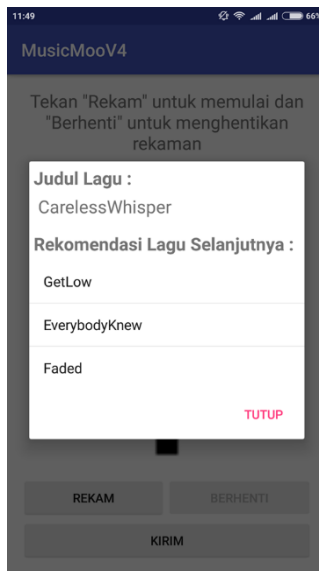 11:49
66%
MusicMooV4
Tekan "Rekam" untuk memulai dan
"Berhenti" untuk menghentikan
rekaman
Judul Lagu :
CarelessWhisper
Rekomendasi Lagu Selanjutnya :
GetLow
EverybodyKnew
Faded
TUTUP
REKAM
BERHENTI
KIRIM